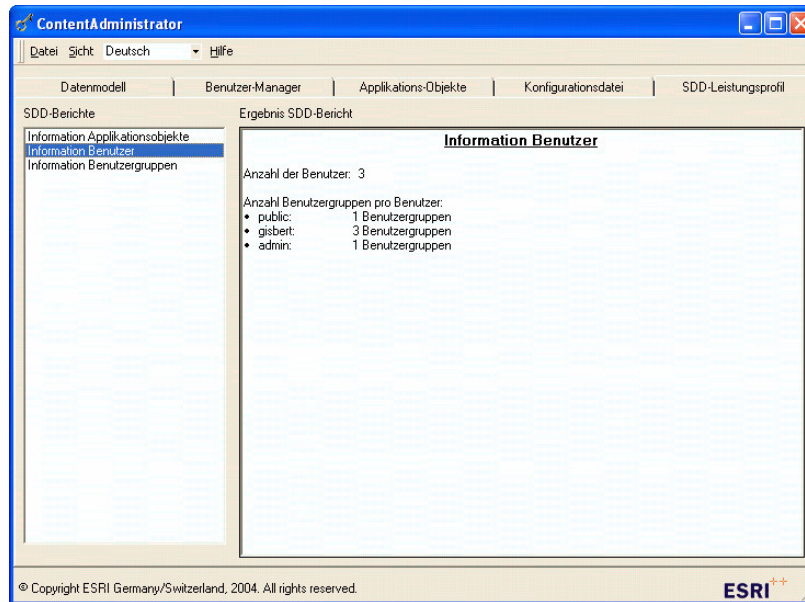 ContentAdministrator
Datei Sicht Deutsch Hilfe
Datenmodell | Benutzer-Manager | Applikations-Objekte | Konfigurationsdatei | SDD-Leistungsprofil
SDD-Berichte
Ergebnis SDD-Bericht
Information Applikationsobjekte
Information Benutzer
Information Benutzergruppen
Information Benutzer
Anzahl der Benutzer: 3
Anzahl Benutzergruppen pro Benutzer:
• public: 1 Benutzergruppen
• gisbert: 3 Benutzergruppen
• admin: 1 Benutzergruppen
© Copyright ESRI Germany/Switzerland, 2004. All rights reserved.
ESRI++